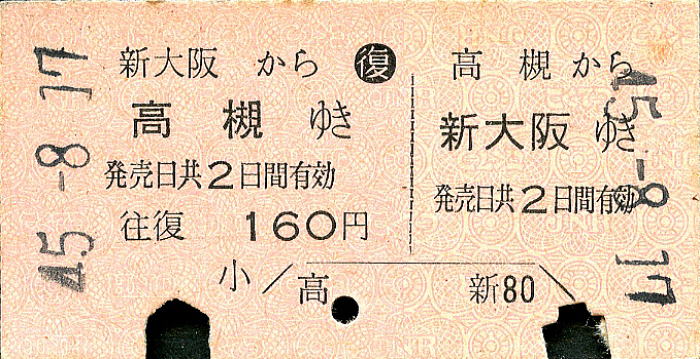 45-8 17
新大阪 から 復
高槻 ゆき
発売日共2日間有効
往復 160円
小
高
高槻 から
新大阪 ゆき
発売日共2日間有効
新80
45-8 17